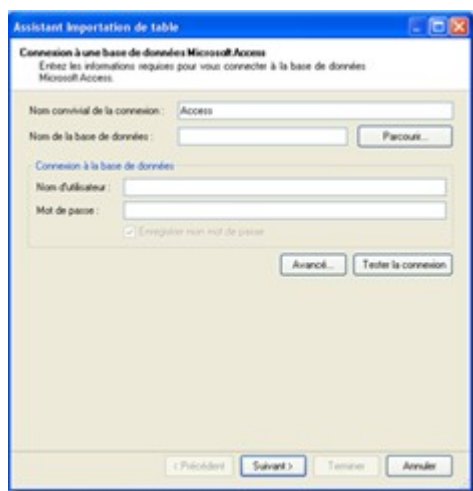 Assistant Importation de table
Connexion à une base de données Microsoft Access
Entrez les informations requises pour vous connecter à la base de données
Microsoft Access.
Nom convivial de la connexion : Access
Nom de la base de données : Parcourir...
Connexion à la base de données
Nom d'utilisateur :
Mot de passe :
Enregistrer mon mot de passe
Avancé... Tester la connexion
< Précédent Suivant > Terminer Annuler